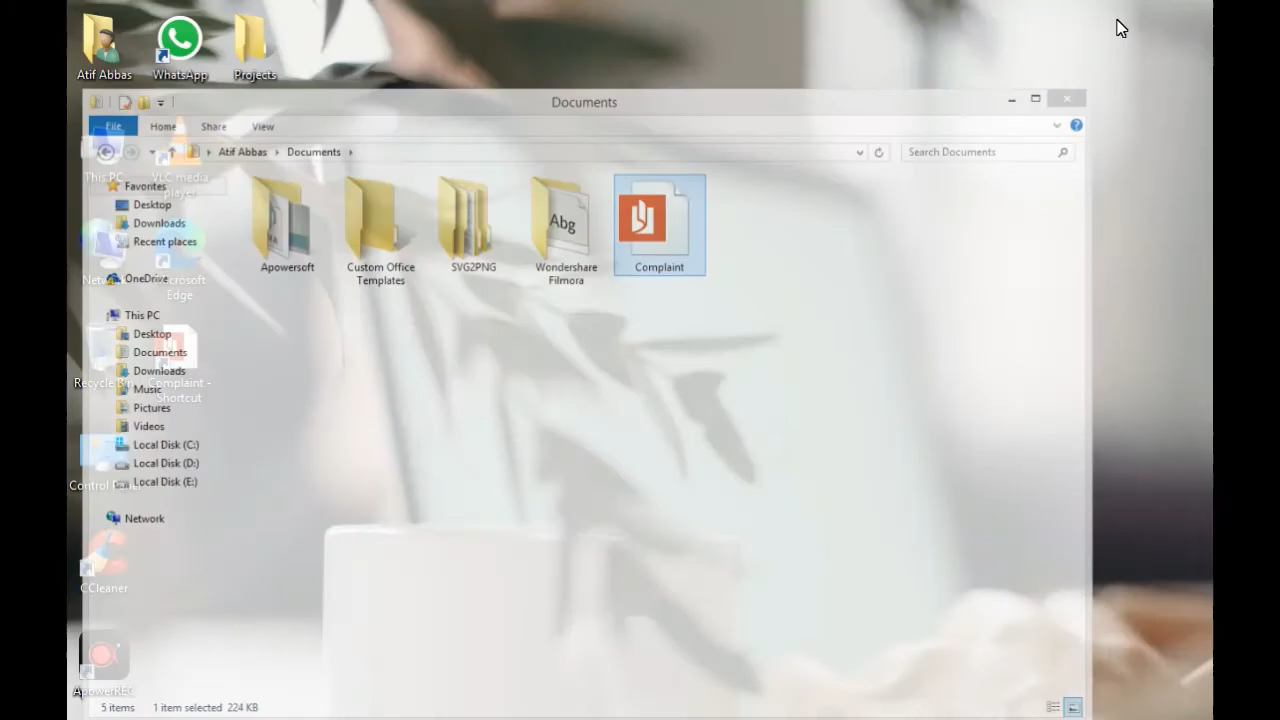 Atif Abbas
WhatsApp
Projects
Documents
File
Home
Share
View
Atif Abbas
Documents
Search Documents
This PC
VLC media
player
Favorites
Desktop
Downloads
Recent places
OneDrive
Edge
This PC
Desktop
Documents
Downloads
Music
Pictures
Videos
Local Disk (C:)
Local Disk (D:)
Local Disk (E:)
Network
Recycle Bin
Complaint -
Shortcut
Control
CCleaner
ApowerREC
Apowersoft
Custom Office
Templates
SVG2PNG
Abg
Wondershare
Filmora
Complaint
5 items
1 item selected 224 KB